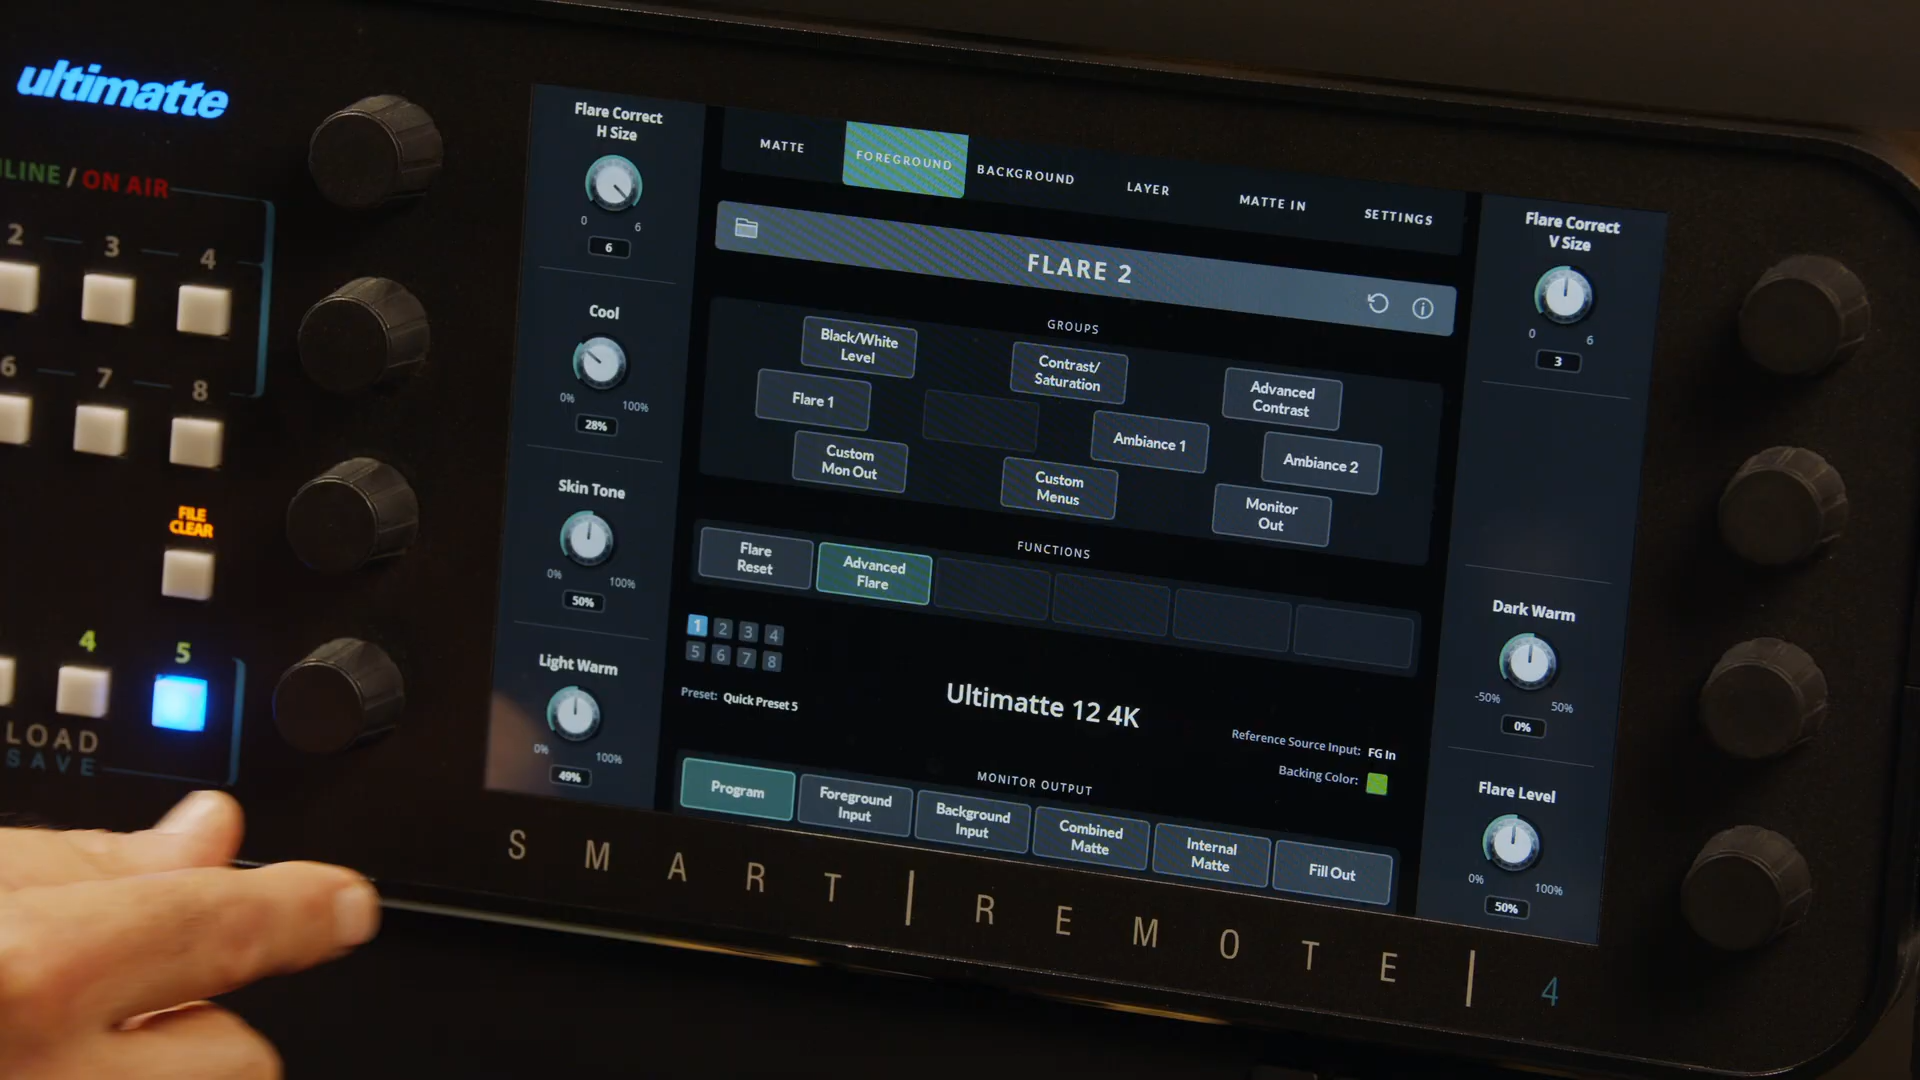 ultimatte
LINE / ON AIR
2 3 4
6 7 8
FILE
CLEAR
4 5
LOAD
SAVE
Flare Correct
H Size
0 6
6
Cool
0% 100%
28%
Skin Tone
0% 100%
50%
Light Warm
0% 100%
49%
MATTE FOREGROUND BACKGROUND LAYER MATTE IN SETTINGS
FLARE 2
GROUPS
Black/White
Level
Contrast/
Saturation
Advanced
Contrast
Flare 1
Ambiance 1
Ambiance 2
Custom
Mon Out
Custom
Menus
Monitor
Out
FUNCTIONS
Flare
Reset
Advanced
Flare
1 2 3 4
5 6 7 8
Preset: Quick Preset 5
Ultimatte 12 4K
Reference Source Input: FG In
Backing Color:
MONITOR OUTPUT
Program
Foreground
Input
Background
Input
Combined
Matte
Internal
Matte
Fill Out
Flare Correct
V Size
0 6
3
Dark Warm
-50% 50%
0%
Flare Level
0% 100%
50%
SMART | REMOTE | 4